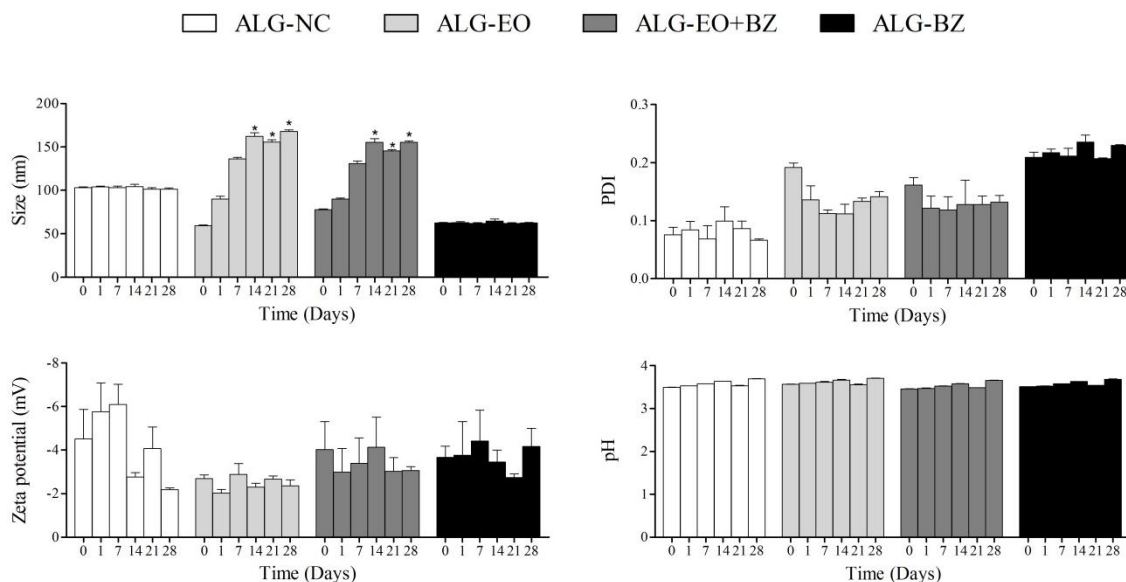 ALG-NC ALG-EO ALG-EO+BZ ALG-BZ
Size (nm)
200
150
100
50
0
* * * * * *
0 1 7 14 21 28 0 1 7 14 21 28 0 1 7 14 21 28 0 1 7 14 21 28
Time (Days)
PDI
0.3
0.2
0.1
0.0
0 1 7 14 21 28 0 1 7 14 21 28 0 1 7 14 21 28 0 1 7 14 21 28
Time (Days)
Zeta potential (mV)
-8
-6
-4
-2
0
0 1 7 14 21 28 0 1 7 14 21 28 0 1 7 14 21 28 0 1 7 14 21 28
Time (Days)
pH
4
3
2
1
0
0 1 7 14 21 28 0 1 7 14 21 28 0 1 7 14 21 28 0 1 7 14 21 28
Time (Days)